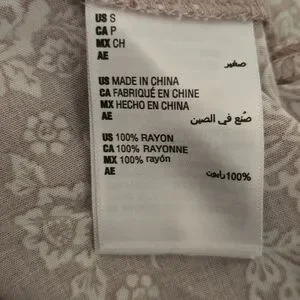 US S
CA P
MX CH
AE صغير
US MADE IN CHINA
CA FABRIQUÉ EN CHINE
MX HECHO EN CHINA
AE صُنع في الصين
US 100% RAYON
CA 100% RAYONNE
MX 100% rayón
AE 100% رايون